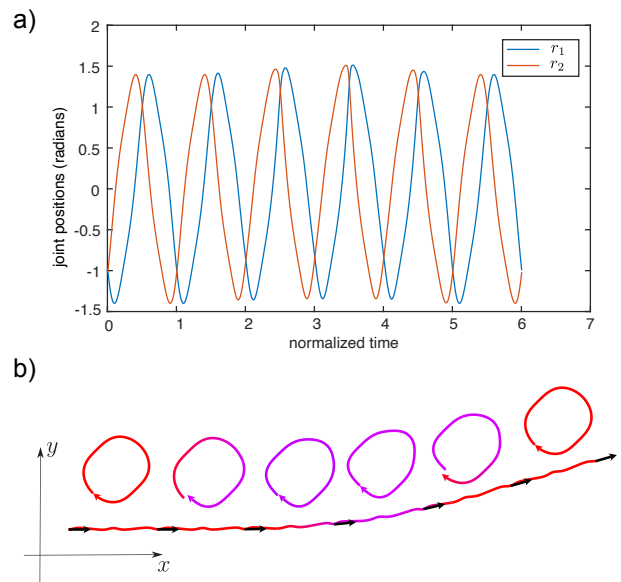 a)
r₁
r₂
2
1.5
1
0.5
0
-0.5
-1
-1.5
joint positions (radians)
0 1 2 3 4 5 6 7
normalized time
b)
y
x